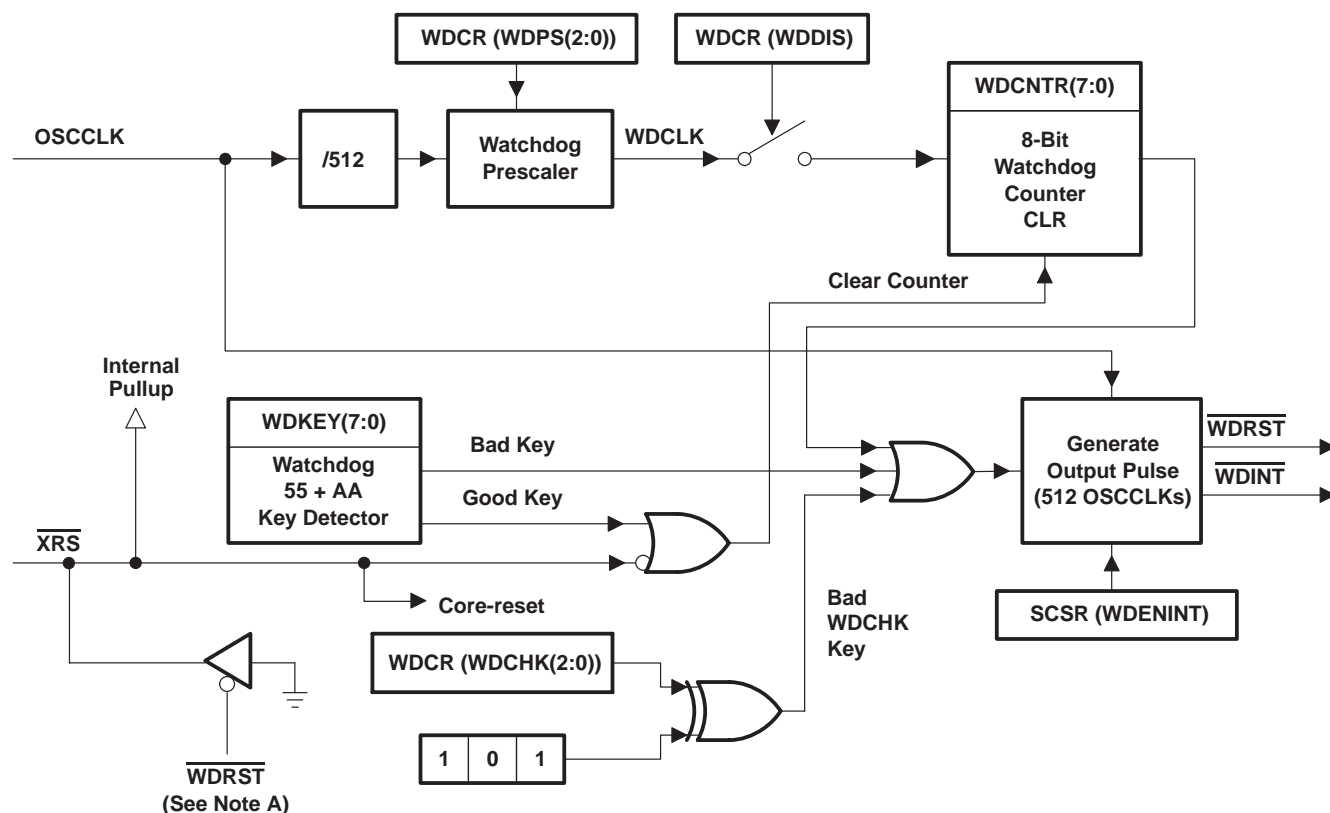 WDCR (WDPS(2:0))
WDCR (WDDIS)
WDCNTR(7:0)
OSCCLK
/512
Watchdog
Prescaler
WDCLK
8-Bit
Watchdog
Counter
CLR
Clear Counter
Internal
Pullup
WDKEY(7:0)
Watchdog
55 + AA
Key Detector
Bad Key
Good Key
Generate
Output Pulse
(512 OSCCLKs)
WDRST
WDINT
XRS
Core-reset
Bad
WDCHK
Key
SCSR (WDENINT)
WDCR (WDCHK(2:0))
1 0 1
WDRST
(See Note A)